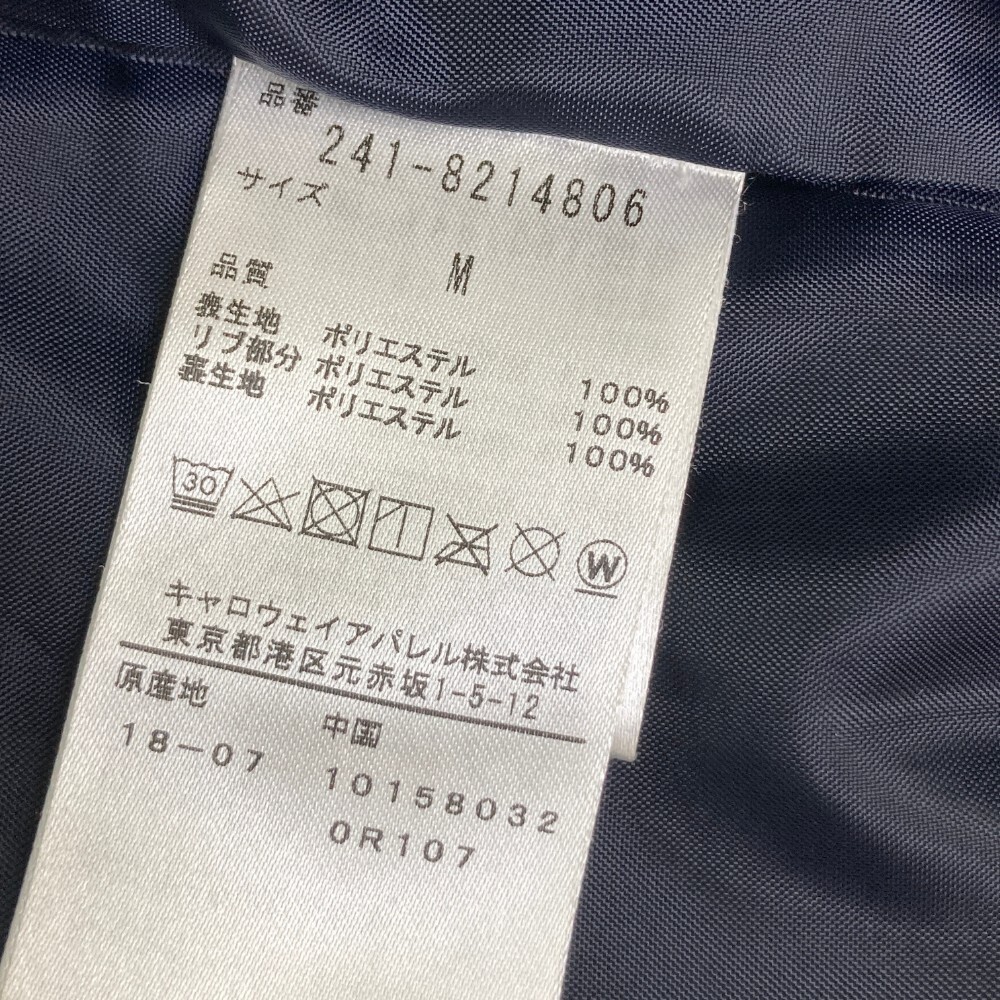 品番
241-8214806
サイズ
M
品質
表生地 ポリエステル 100%
リブ部分 ポリエステル 100%
裏生地 ポリエステル 100%
30
W
キャロウェイアパレル株式会社
東京都港区元赤坂1-5-12
原産地 中国
18-07 10158032
0R107